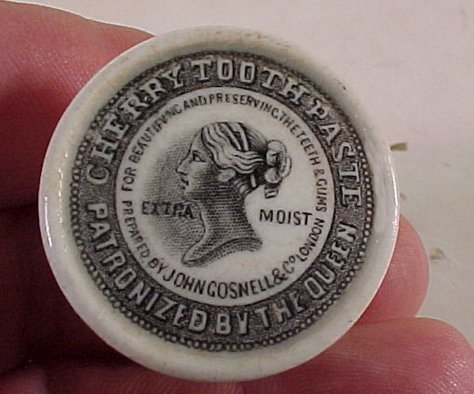 CHERRY TOOTH PASTE
PATRONIZED BY THE QUEEN
FOR BEAUTIFYING AND PRESERVING THE TEETH & GUMS
PREPARED BY JOHN GOSNELL & Co LONDON
EXTRA MOIST